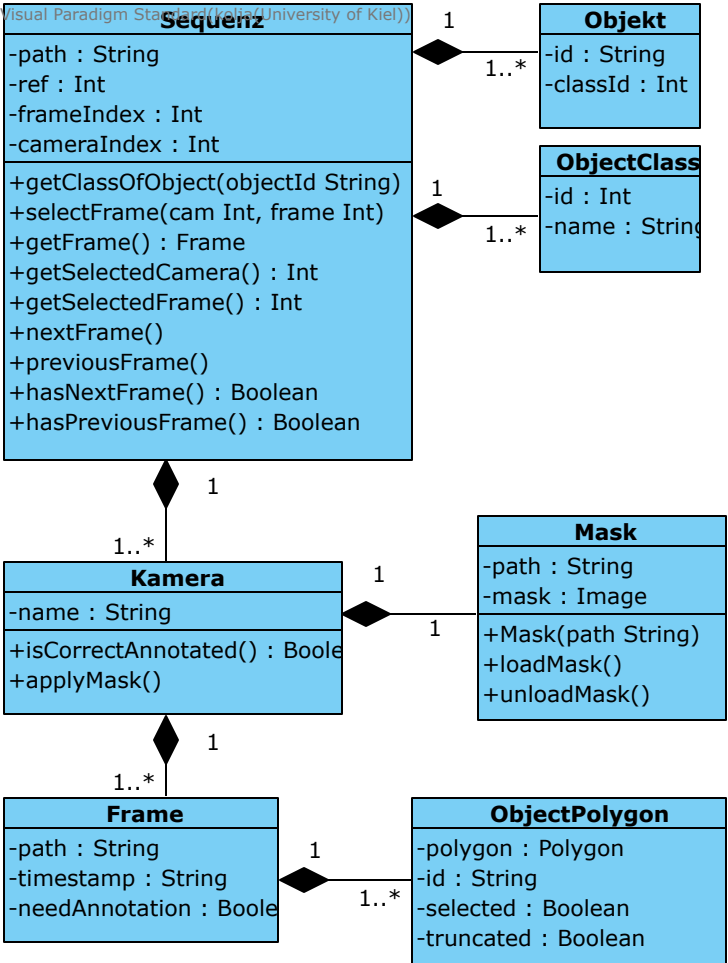 Visual Paradigm Standard(kolja(University of Kiel))
Sequenz
-path : String
-ref : Int
-frameIndex : Int
-cameraIndex : Int
+getClassOfObject(objectId String)
+selectFrame(cam Int, frame Int)
+getFrame() : Frame
+getSelectedCamera() : Int
+getSelectedFrame() : Int
+nextFrame()
+previousFrame()
+hasNextFrame() : Boolean
+hasPreviousFrame() : Boolean
1
1..*
Objekt
-id : String
-classId : Int
1
1..*
ObjectClass
-id : Int
-name : String
1
1..*
Kamera
-name : String
+isCorrectAnnotated() : Boole
+applyMask()
1
1
Mask
-path : String
-mask : Image
+Mask(path String)
+loadMask()
+unloadMask()
1
1..*
Frame
-path : String
-timestamp : String
-needAnnotation : Boole
1
1..*
ObjectPolygon
-polygon : Polygon
-id : String
-selected : Boolean
-truncated : Boolean